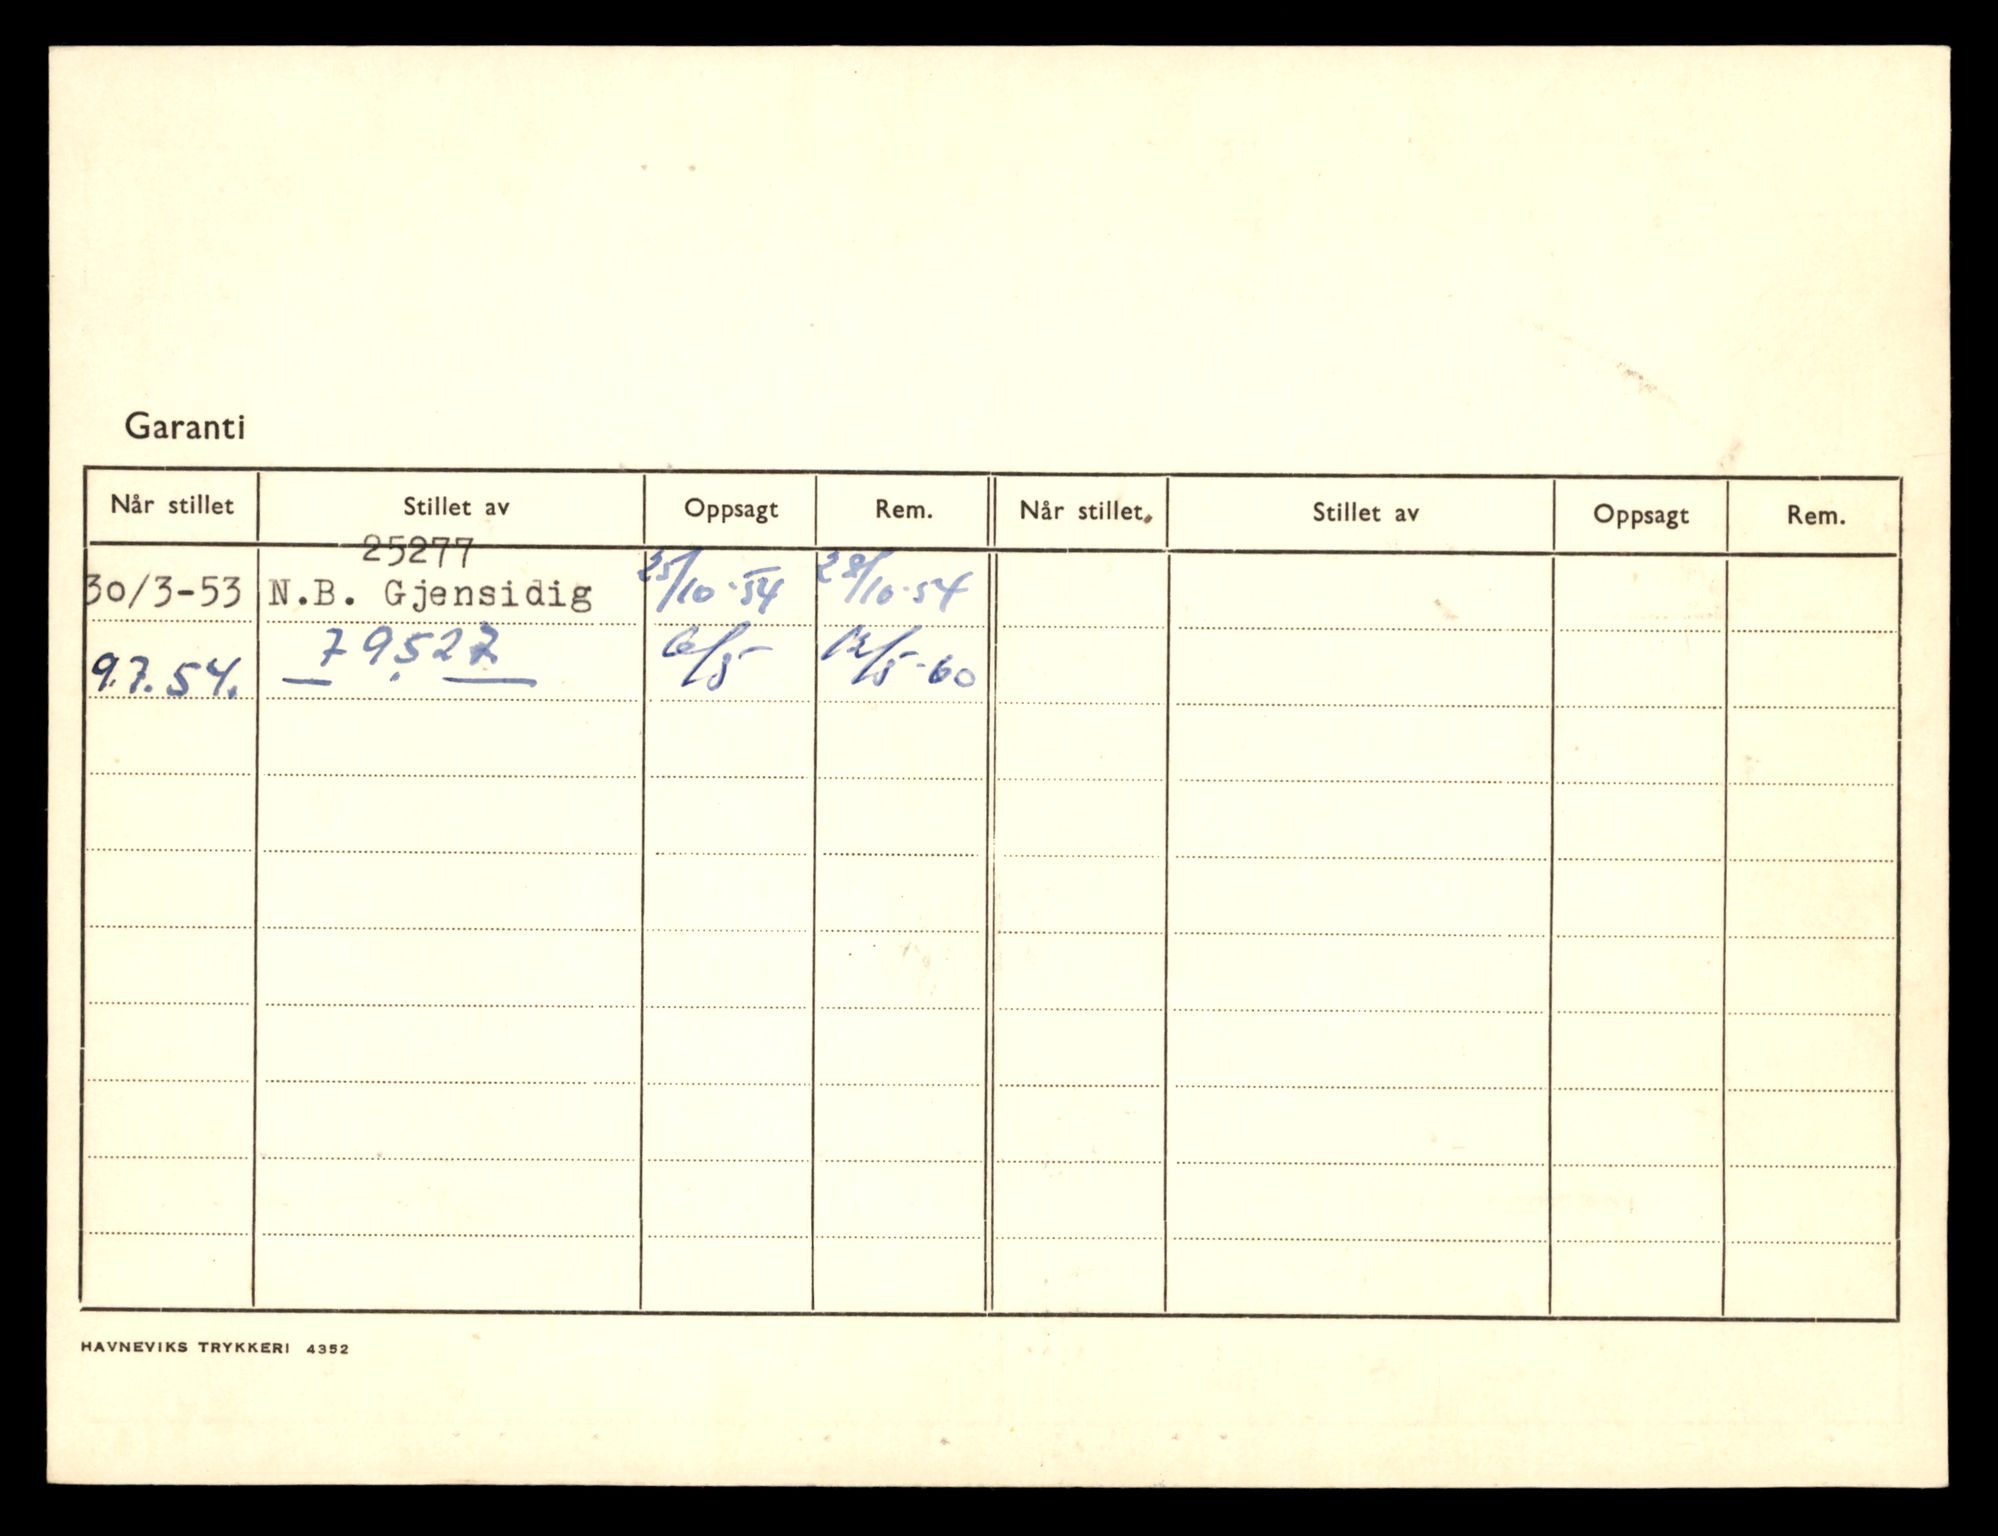 Garanti
Når stillet Stillet av Oppsagt Rem. Når stillet. Stillet av Oppsagt Rem.
25277
30/3-53 N.B. Gjensidig 25/10-54 28/10-54
9.7.54. 79527 6/5 12/5-60
HAVNEVIKS TRYKKERI 4352